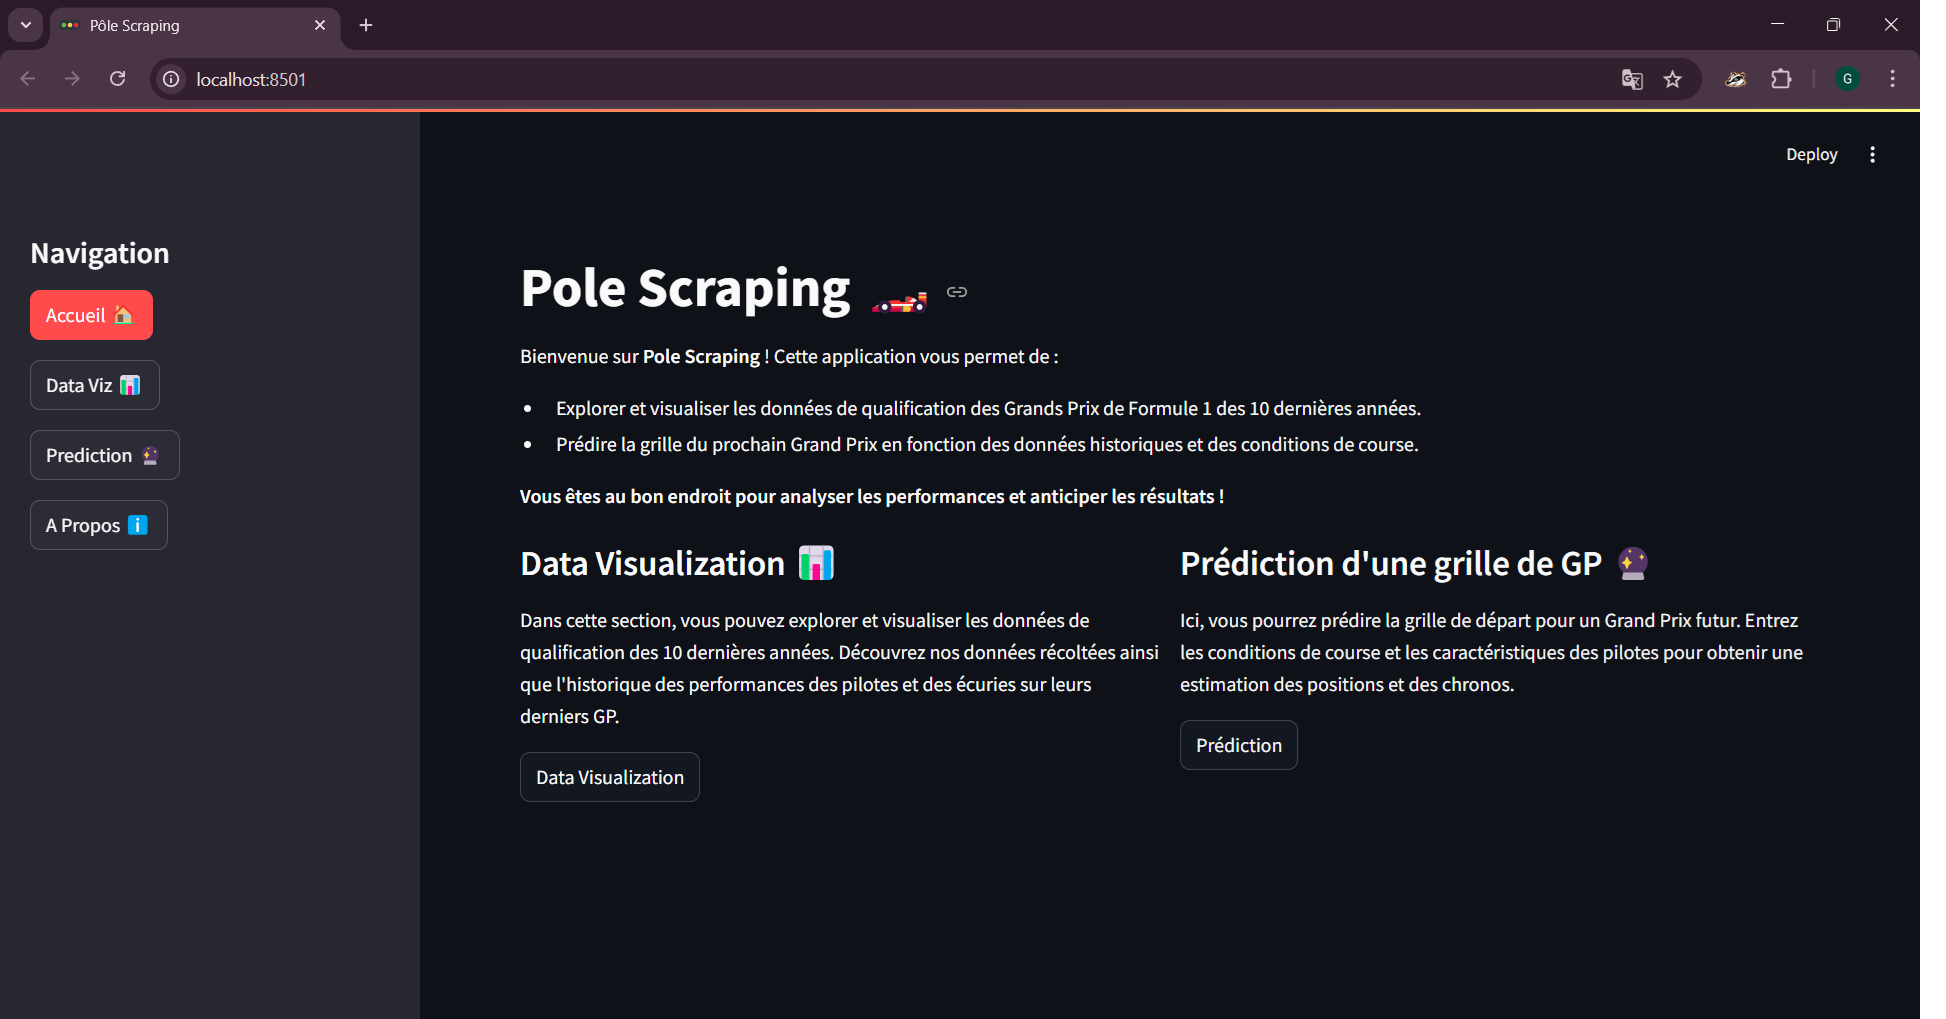 Pôle Scraping
localhost:8501
G
Deploy
Navigation
Accueil
Data Viz
Prediction
A Propos
Pole Scraping
Bienvenue sur Pole Scraping ! Cette application vous permet de :
• Explorer et visualiser les données de qualification des Grands Prix de Formule 1 des 10 dernières années.
• Prédire la grille du prochain Grand Prix en fonction des données historiques et des conditions de course.
Vous êtes au bon endroit pour analyser les performances et anticiper les résultats !
Data Visualization
Dans cette section, vous pouvez explorer et visualiser les données de
qualification des 10 dernières années. Découvrez nos données récoltées ainsi
que l'historique des performances des pilotes et des écuries sur leurs
derniers GP.
Data Visualization
Prédiction d'une grille de GP
Ici, vous pourrez prédire la grille de départ pour un Grand Prix futur. Entrez
les conditions de course et les caractéristiques des pilotes pour obtenir une
estimation des positions et des chronos.
Prédiction